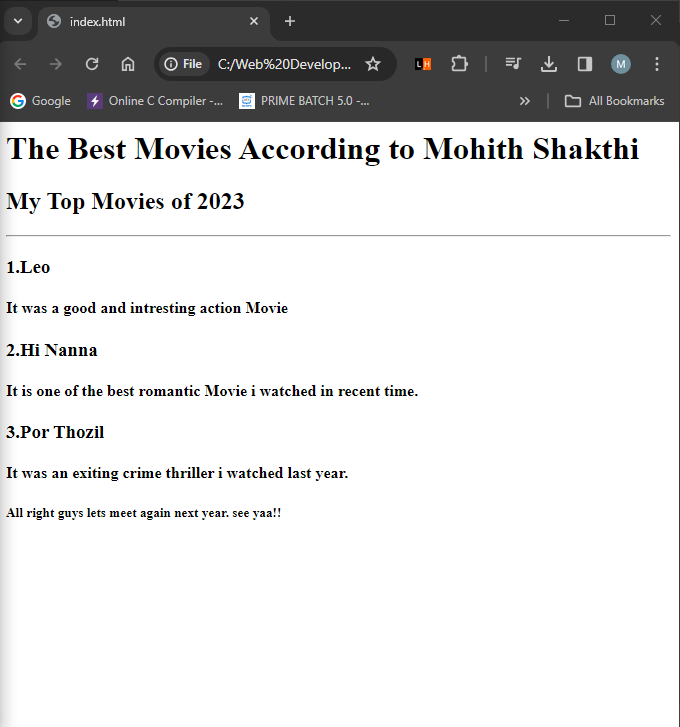 index.html
File
C:/Web%20Develop...
L H
M
Google
Online C Compiler -...
PRIME BATCH 5.0 -...
All Bookmarks
The Best Movies According to Mohith Shakthi
My Top Movies of 2023
1.Leo
It was a good and intresting action Movie
2.Hi Nanna
It is one of the best romantic Movie i watched in recent time.
3.Por Thozil
It was an exiting crime thriller i watched last year.
All right guys lets meet again next year. see yaa!!